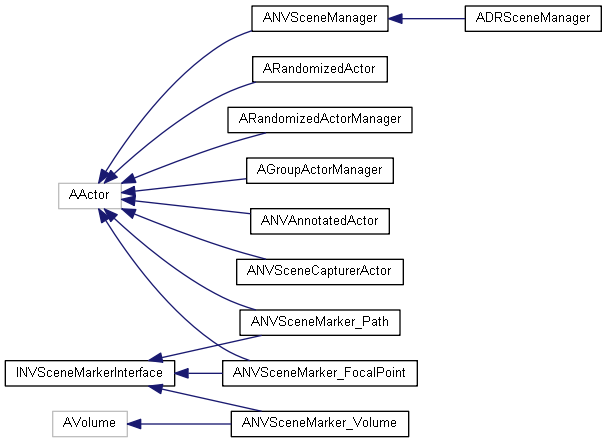 ANVSceneManager
ADRSceneManager
ARandomizedActor
ARandomizedActorManager
AGroupActorManager
AActor
ANVAnnotatedActor
ANVSceneCapturerActor
ANVSceneMarker_Path
INVSceneMarkerInterface
ANVSceneMarker_FocalPoint
AVolume
ANVSceneMarker_Volume